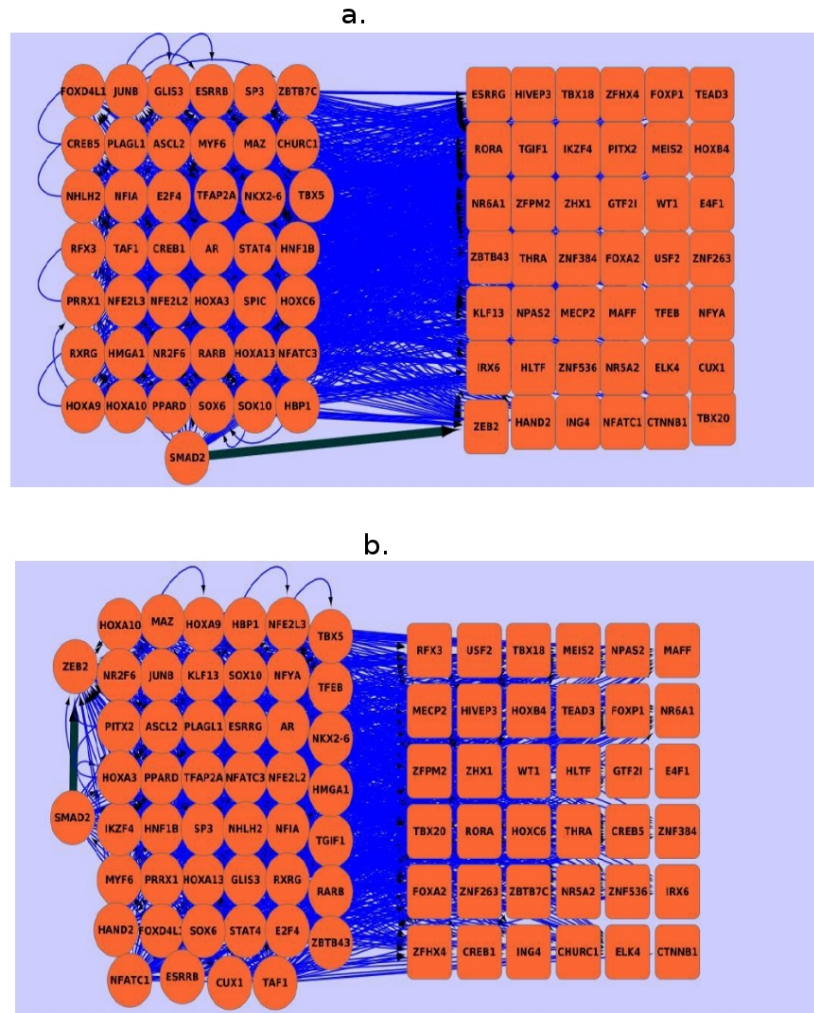 a.
FOXD4L1 JUNB GLIS3 ESRRB SP3 ZBTB7C ESRRG HIVEP3 TBX18 ZFHX4 FOXP1 TEAD3
CREB5 PLAGL1 ASCL2 MYF6 MAZ CHURC1 RORA TGIF1 IKZF4 PITX2 MEIS2 HOXB4
NHLH2 NFIA E2F4 TFAP2A NKX2-6 TBX5 NR6A1 ZFPM2 ZHX1 GTF2I WT1 E4F1
RFX3 TAF1 CREB1 AR STAT4 HNF1B ZBTB43 THRA ZNF384 FOXA2 USF2 ZNF263
PRRX1 NFE2L3 NFE2L2 HOXA3 SPIC HOXC6 KLF13 NPAS2 MECP2 MAFF TFEB NFYA
RXRG HMGA1 NR2F6 RARB HOXA13 NFATC3 IRX6 HLTF ZNF536 NR5A2 ELK4 CUX1
HOXA9 HOXA10 PPARD SOX6 SOX10 HBP1 ZEB2 HAND2 ING4 NFATC1 CTNNB1 TBX20
SMAD2
b.
HOXA10 MAZ HOXA9 HBP1 NFE2L3 TBX5 RFX3 USF2 TBX18 MEIS2 NPAS2 MAFF
ZEB2 NR2F6 JUNB KLF13 SOX10 NFYA TFEB MECP2 HIVEP3 HOXB4 TEAD3 FOXP1 NR6A1
PITX2 ASCL2 PLAGL1 ESRRG AR NKX2-6
HOXA3 PPARD TFAP2A NFATC3 NFE2L2 HMGA1 ZFPM2 ZHX1 WT1 HLTF GTF2I E4F1
SMAD2 IKZF4 HNF1B SP3 NHLH2 NFIA TGIF1 TBX20 RORA HOXC6 THRA CREB5 ZNF384
MYF6 PRRX1 HOXA13 GLIS3 RXRG RARB FOXA2 ZNF263 ZBTB7C NR5A2 ZNF536 IRX6
HAND2 FOXD4L1 SOX6 STAT4 E2F4 ZBTB43 ZFHX4 CREB1 ING4 CHURC1 ELK4 CTNNB1
NFATC1 ESRRB CUX1 TAF1